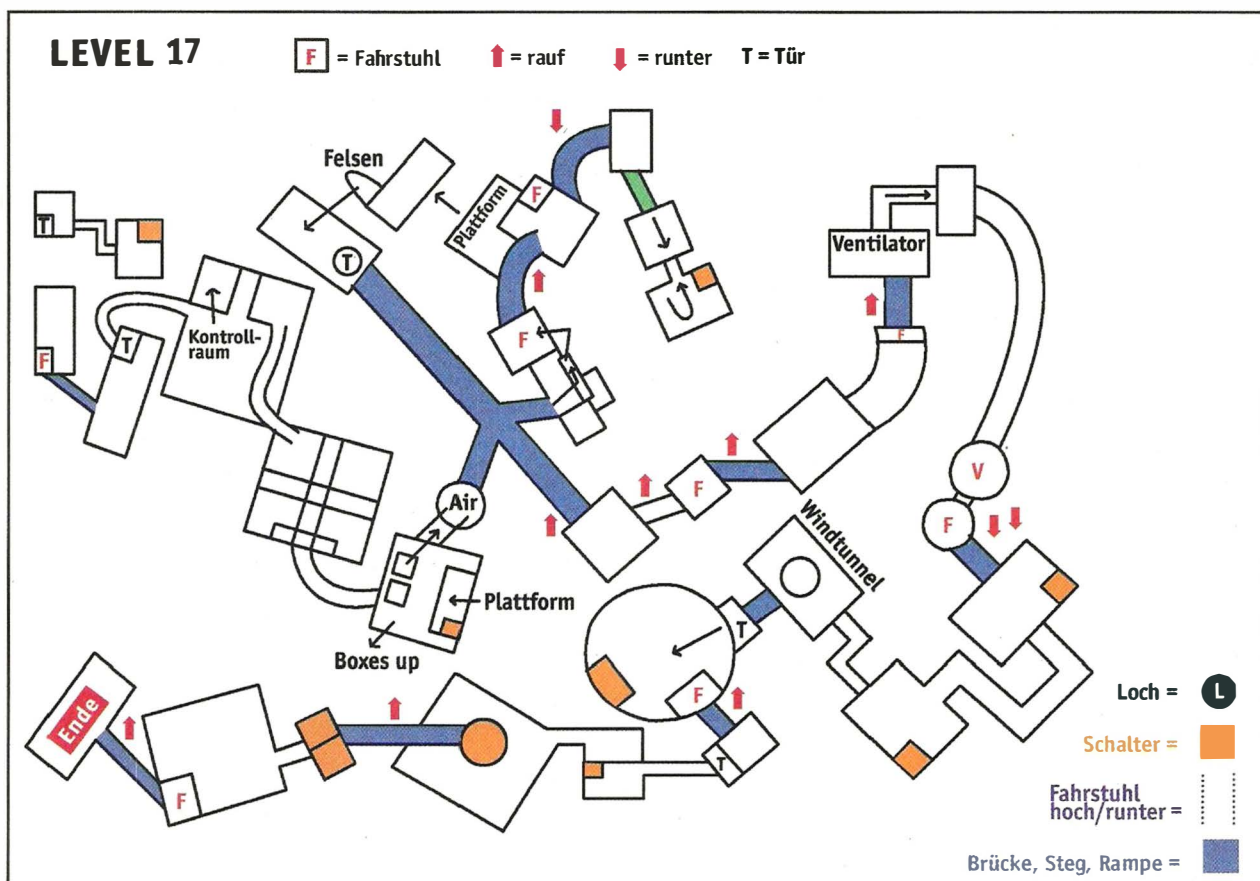 LEVEL 17
F = Fahrstuhl
= rauf
= runter
T = Tür
Felsen
F
Plattform
T
T
Kontroll-
raum
F
T
F
Ventilator
F
Air
F
V
F
Windtunnel
Plattform
Boxes up
T
F
T
Ende
F
Loch = L
Schalter =
Fahrstuhl
hoch/runter =
Brücke, Steg, Rampe =